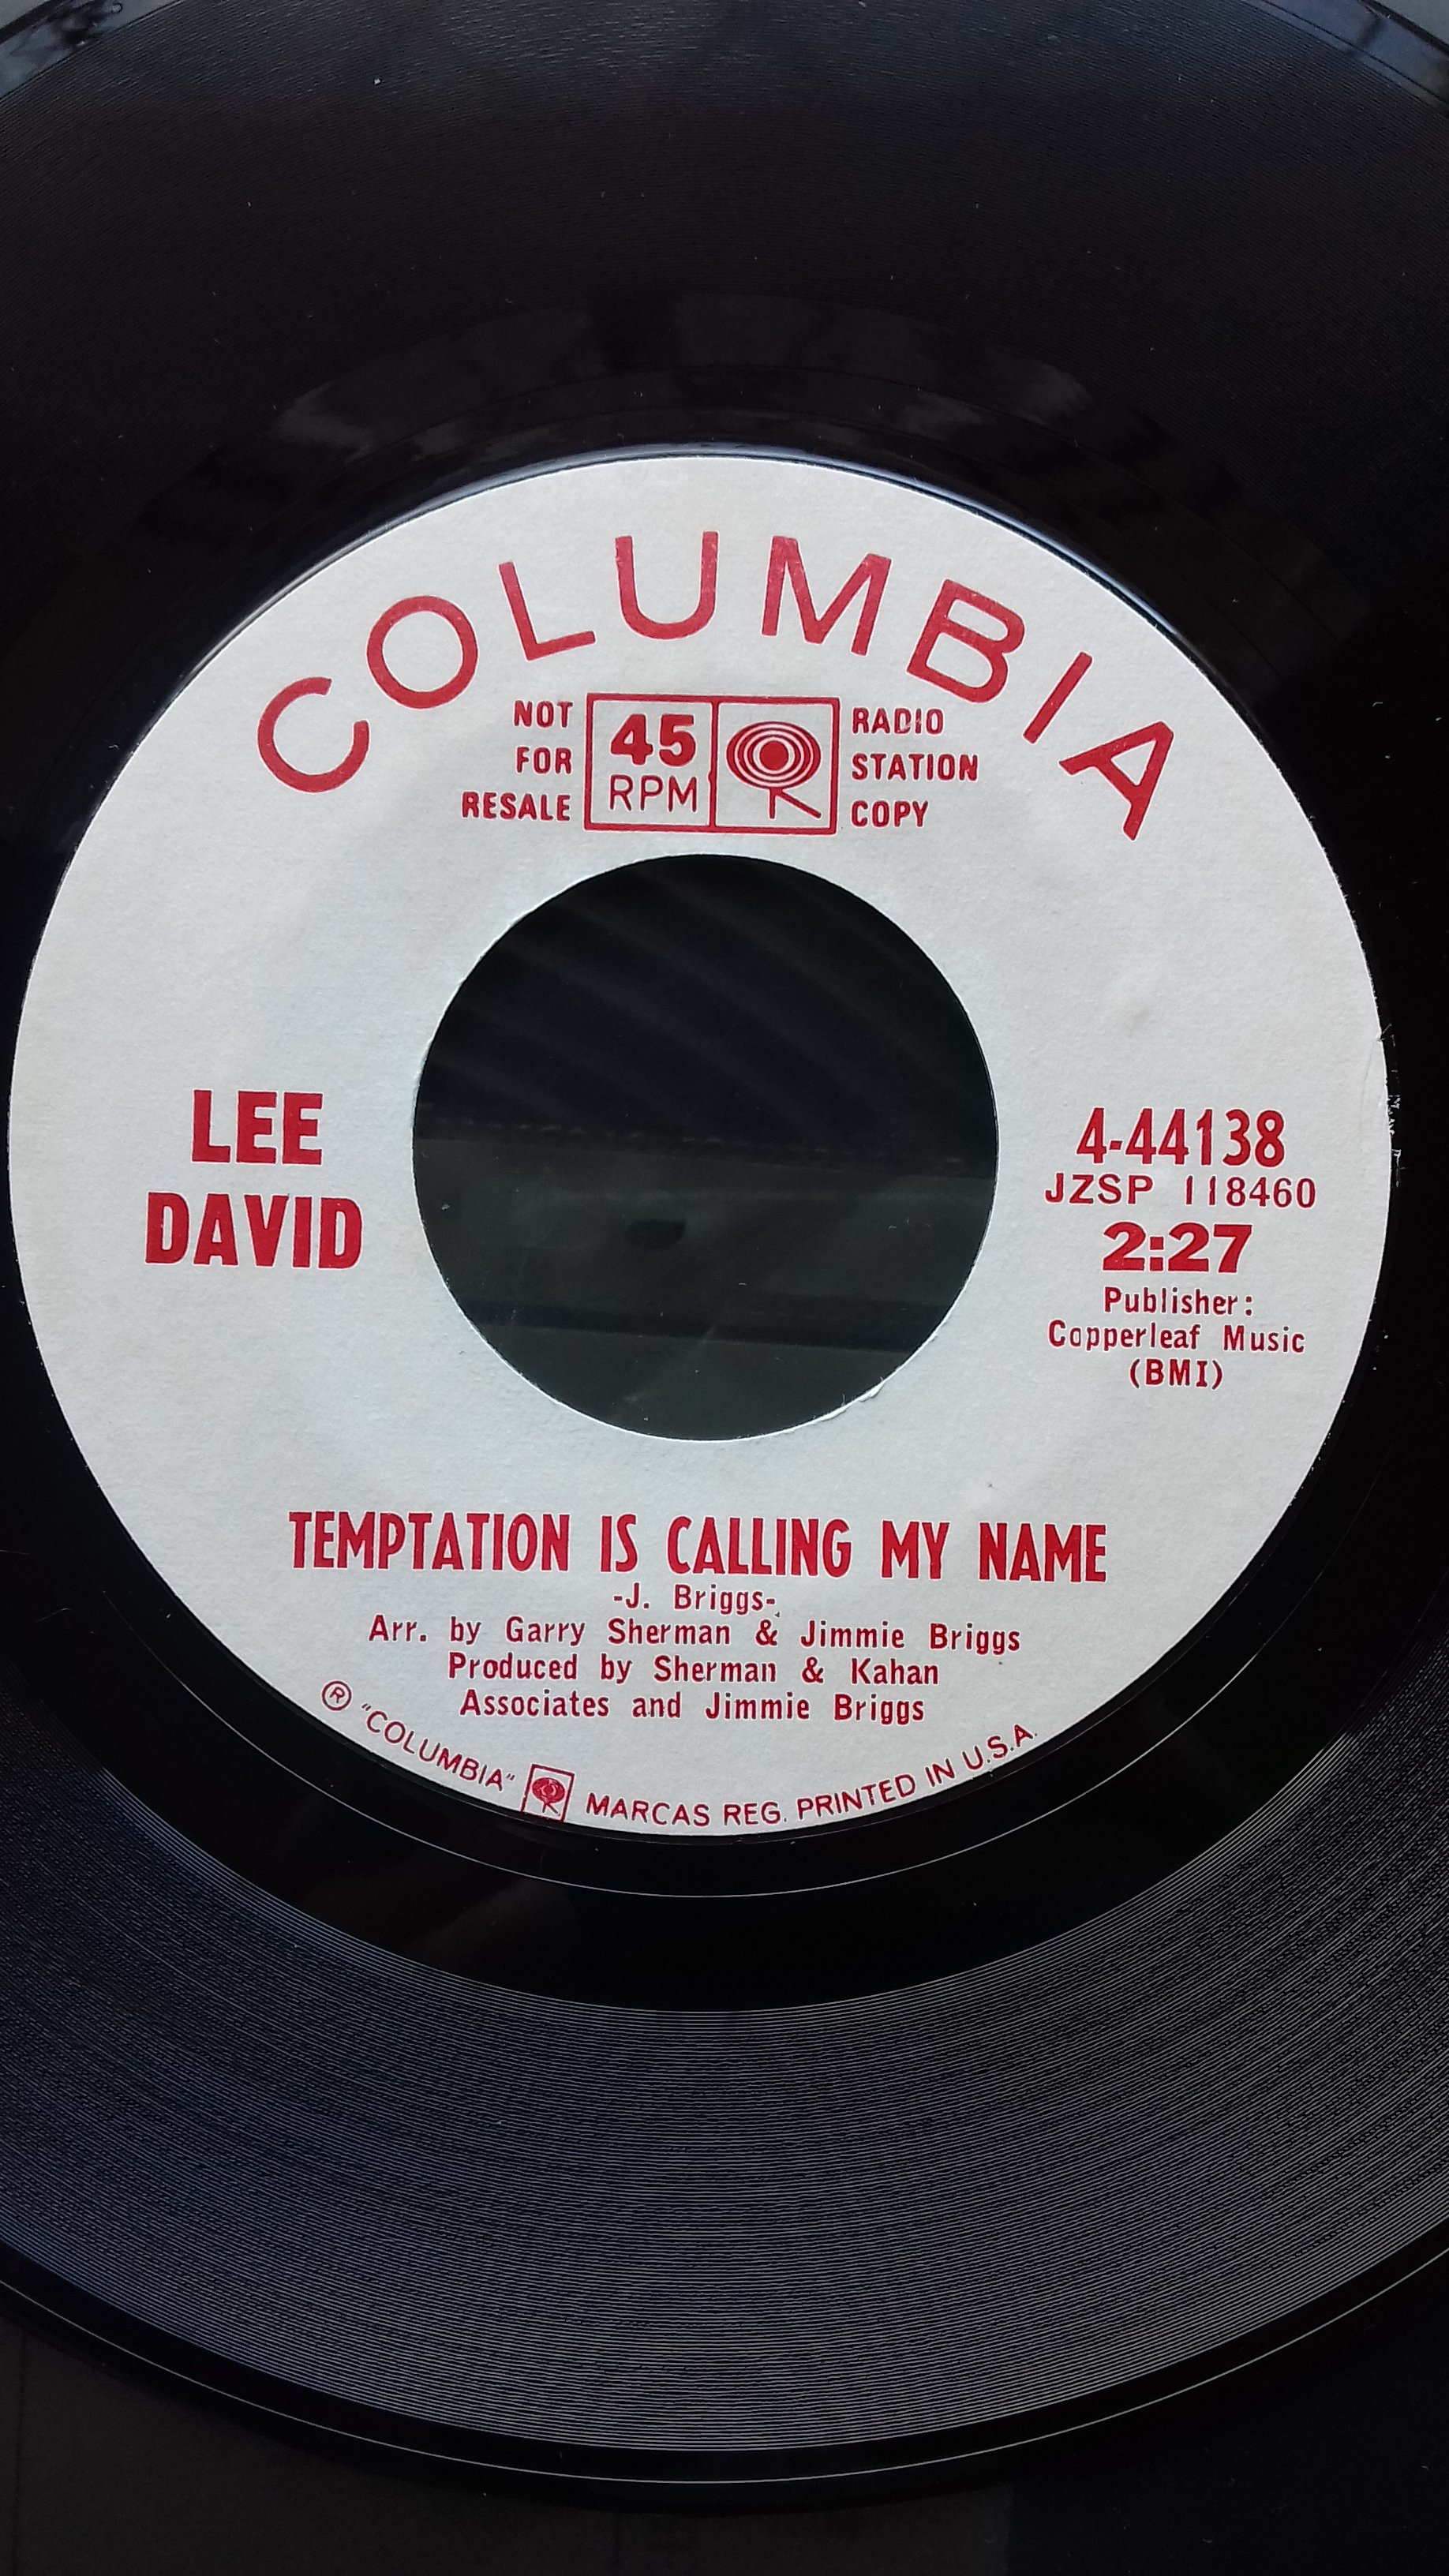 COLUMBIA
NOT
FOR
RESALE
45
RPM
RADIO
STATION
COPY
LEE
DAVID
4-44138
JZSP 118460
2:27
Publisher:
Copperleaf Music
(BMI)
TEMPTATION IS CALLING MY NAME
-J. Briggs-
Arr. by Garry Sherman & Jimmie Briggs
Produced by Sherman & Kahan
Associates and Jimmie Briggs
® "COLUMBIA" MARCAS REG. PRINTED IN U.S.A.